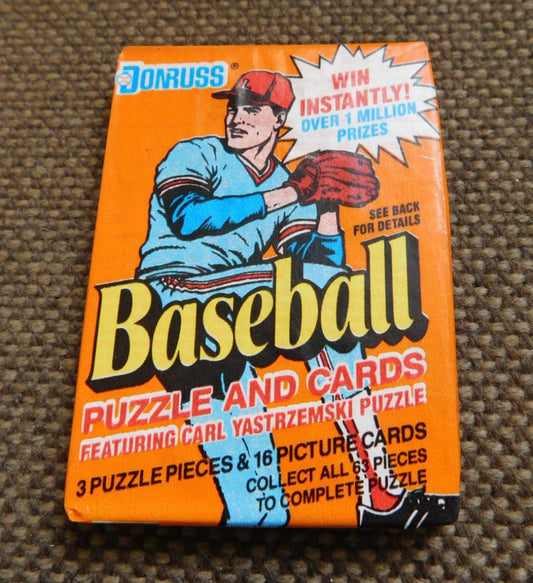 DONRUSS®
WIN
INSTANTLY!
OVER 1 MILLION
PRIZES
SEE BACK
FOR DETAILS
Baseball
PUZZLE AND CARDS
FEATURING CARL YASTRZEMSKI PUZZLE
3 PUZZLE PIECES & 16 PICTURE CARDS
COLLECT ALL 63 PIECES
TO COMPLETE PUZZLE